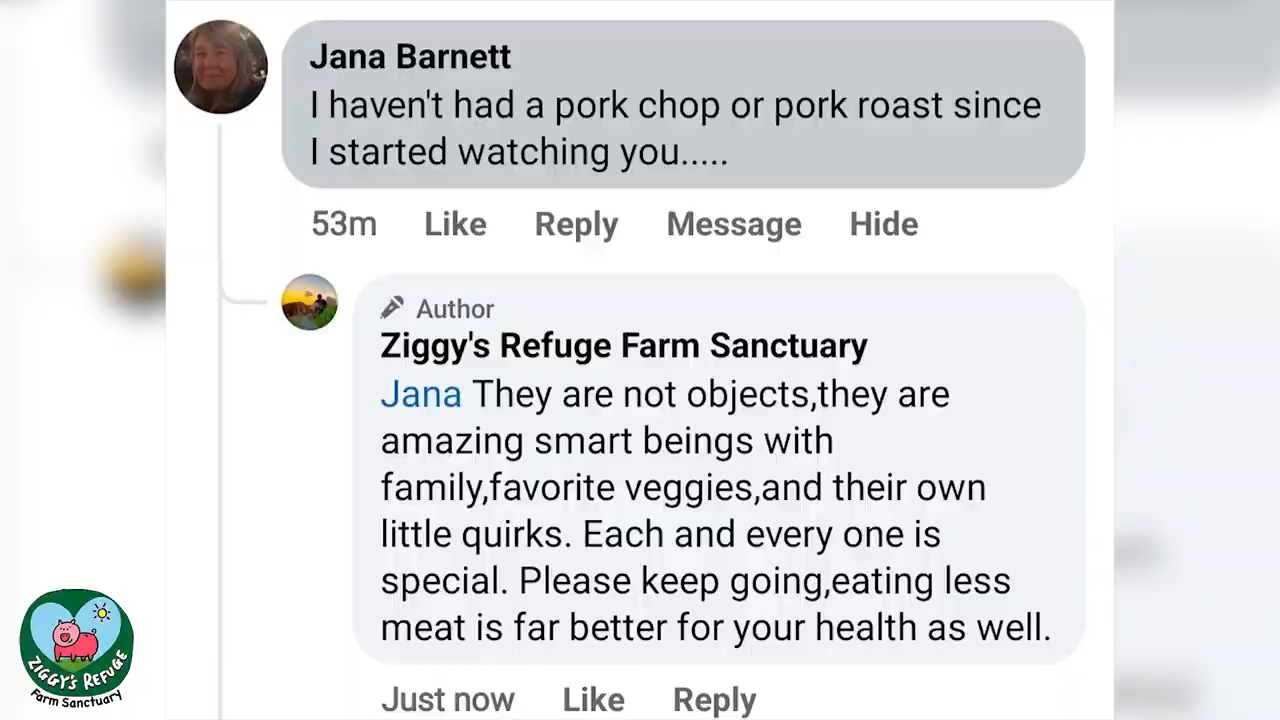 Jana Barnett
I haven't had a pork chop or pork roast since
I started watching you.....
53m Like Reply Message Hide
Author
Ziggy's Refuge Farm Sanctuary
Jana They are not objects,they are
amazing smart beings with
family,favorite veggies,and their own
little quirks. Each and every one is
special. Please keep going,eating less
meat is far better for your health as well.
Just now Like Reply
ZIGGY'S REFUGE
Farm Sanctuary